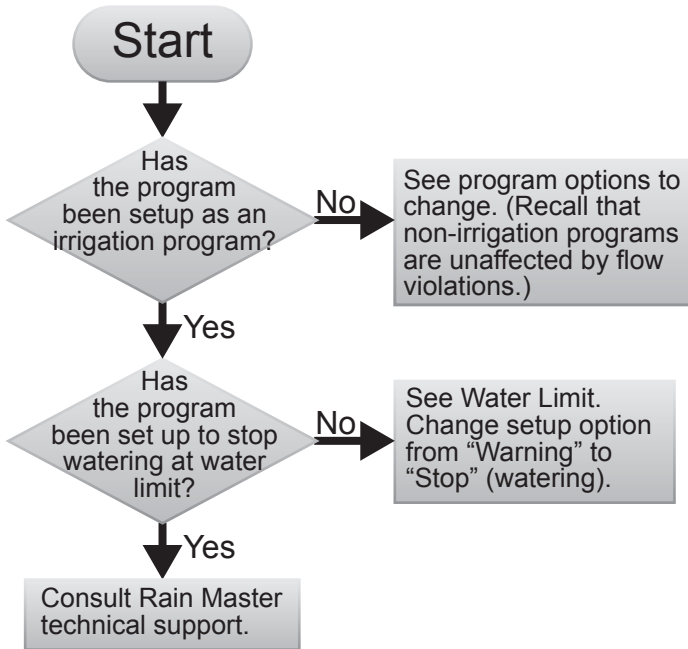 Start
Has
the program
been setup as an
irrigation program?
No
See program options to
change. (Recall that
non-irrigation programs
are unaffected by flow
violations.)
Yes
Has
the program
been set up to stop
watering at water
limit?
No
See Water Limit.
Change setup option
from “Warning” to
“Stop” (watering).
Yes
Consult Rain Master
technical support.